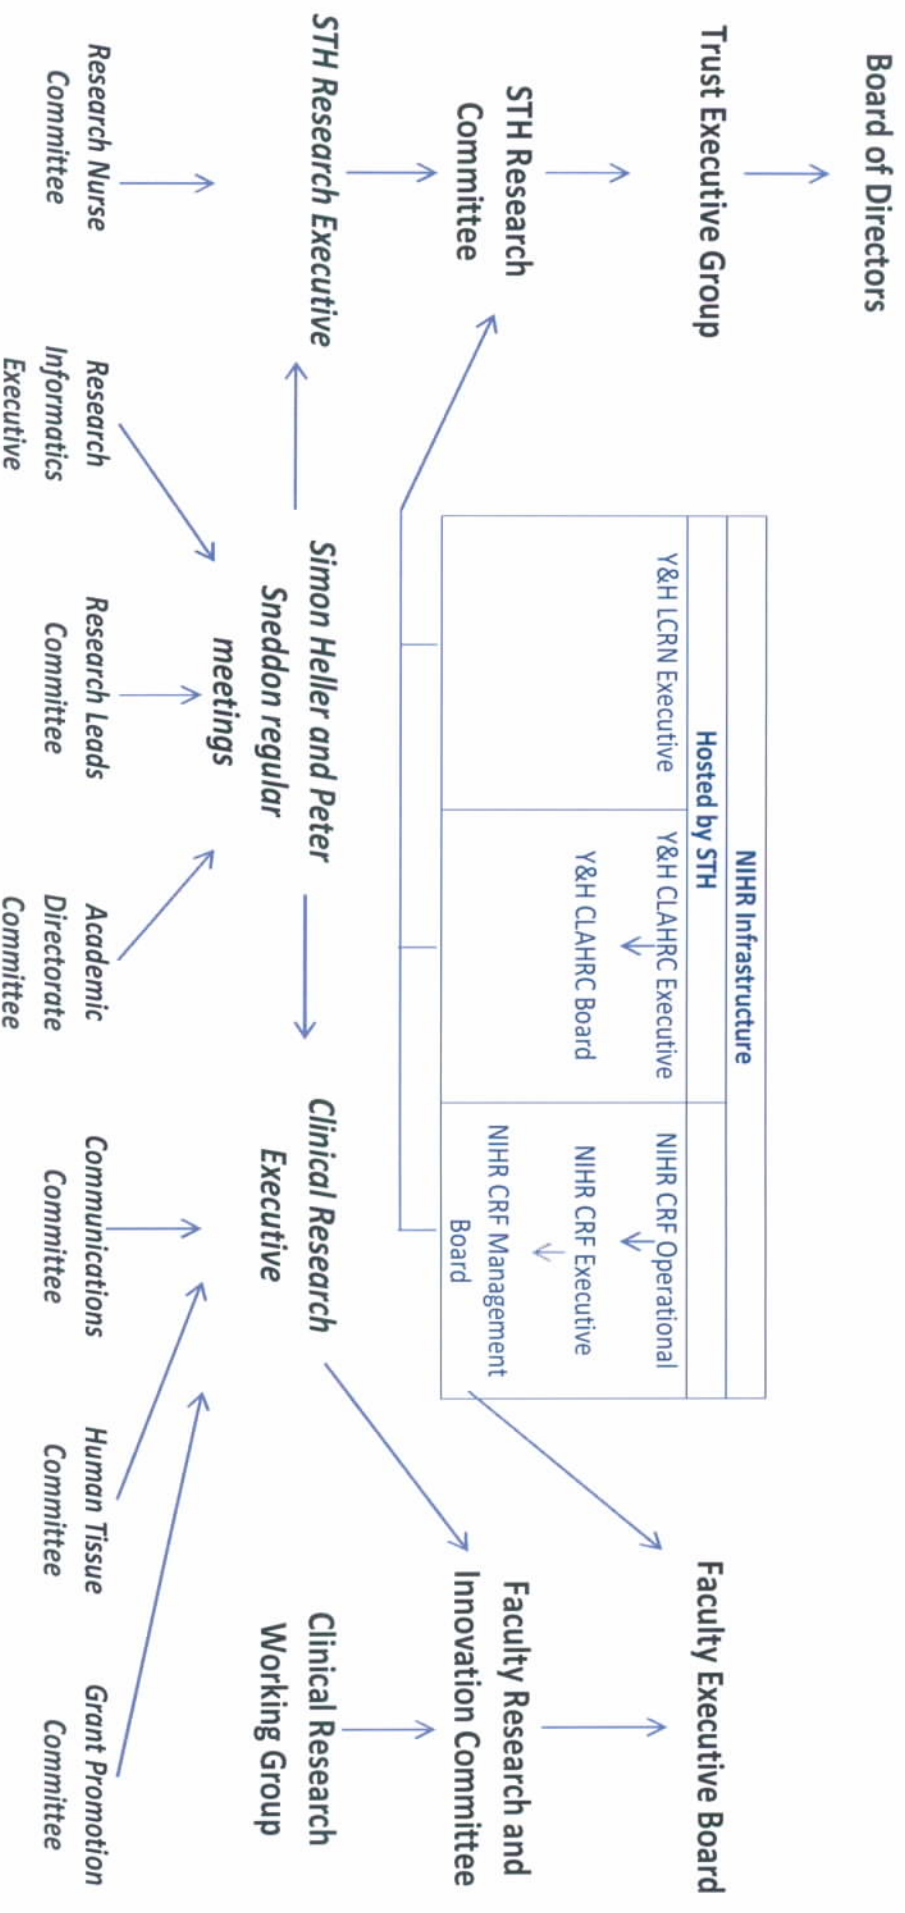 Board of Directors
Trust Executive Group
Faculty Executive Board
NIHR Infrastructure
Hosted by STH
Y&H LCRN Executive
Y&H CLAHRC Executive
Y&H CLAHRC Board
NIHR CRF Operational
NIHR CRF Executive
NIHR CRF Management
Board
STH Research
Committee
Faculty Research and
Innovation Committee
STH Research Executive
Simon Heller and Peter
Sneddon regular
meetings
Clinical Research
Executive
Clinical Research
Working Group
Research Nurse
Committee
Research
Informatics
Executive
Research Leads
Committee
Academic
Directorate
Committee
Communications
Committee
Human Tissue
Committee
Grant Promotion
Committee